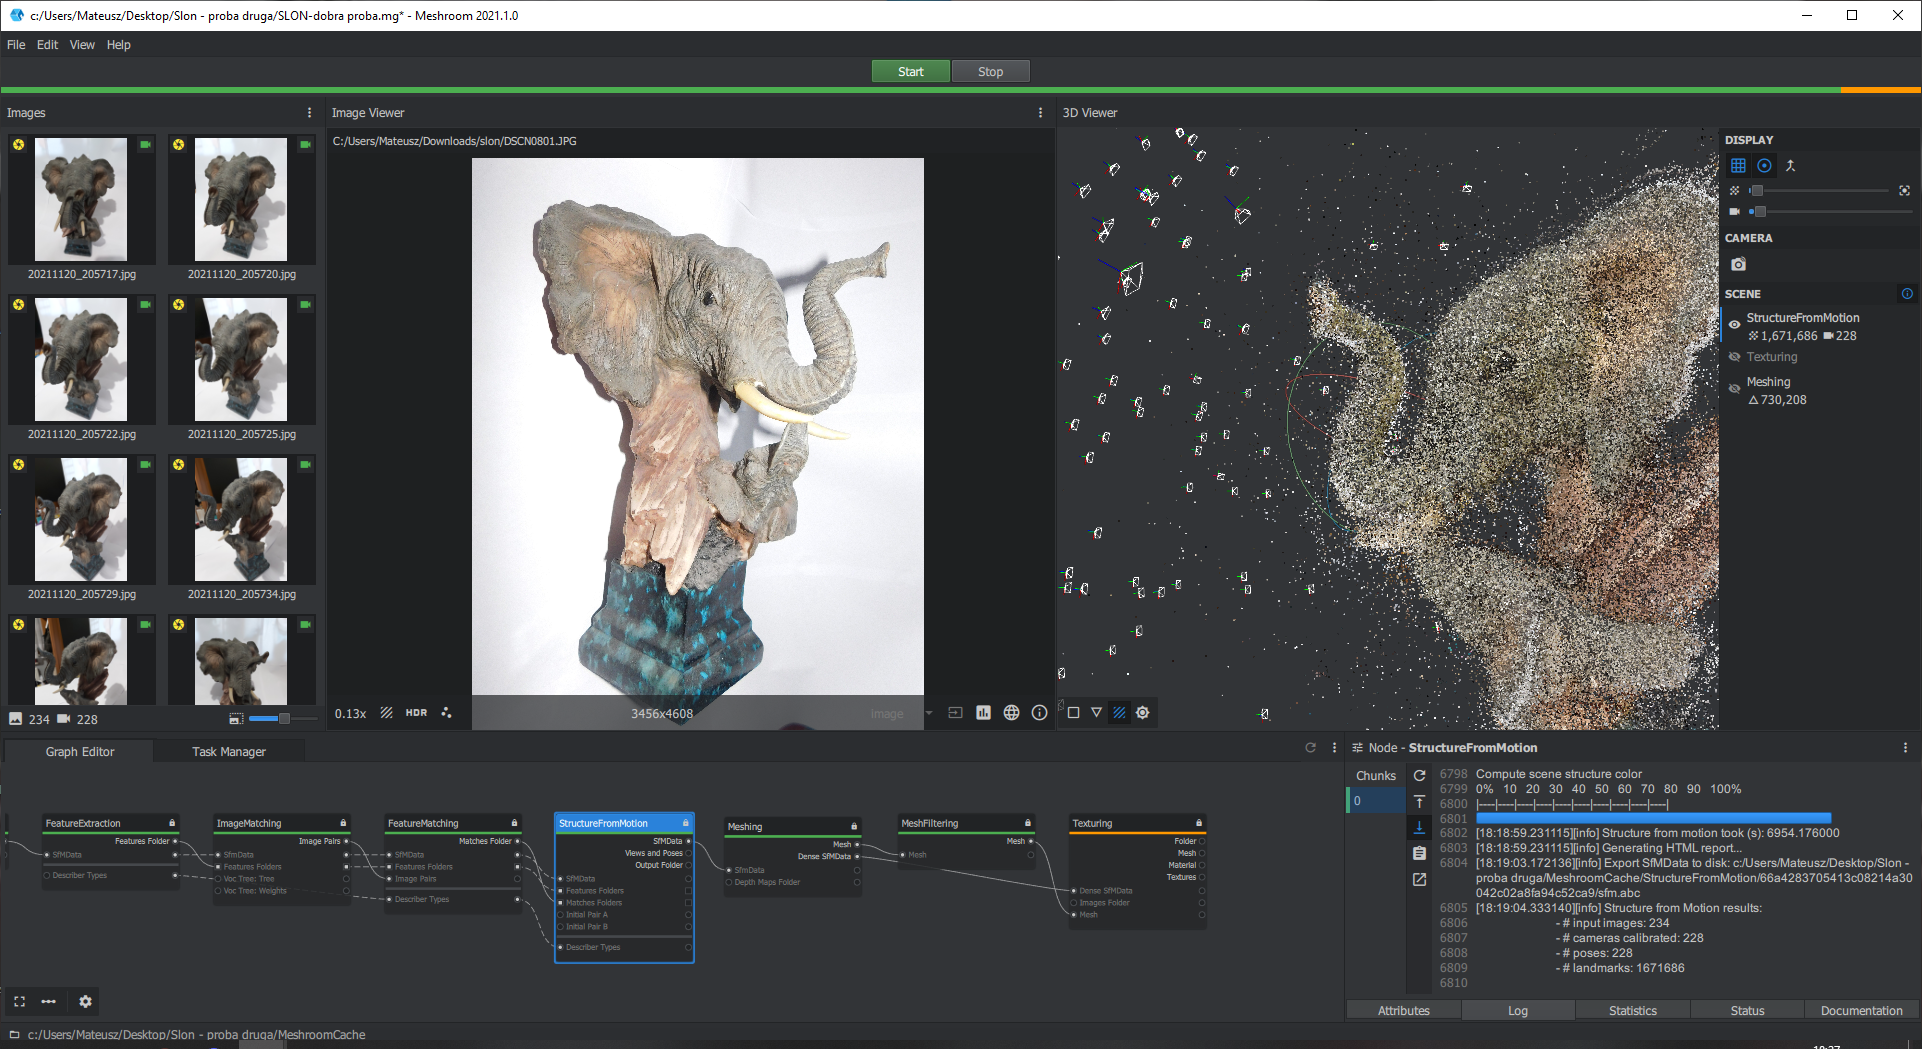 c:/Users/Mateusz/Desktop/Slon - proba druga/SLON-dobra proba.mg* - Meshroom 2021.1.0
File Edit View Help
Start Stop
Images
20211120_205717.jpg 20211120_205720.jpg
20211120_205722.jpg 20211120_205725.jpg
20211120_205729.jpg 20211120_205734.jpg
234 228
Image Viewer
C:/Users/Mateusz/Downloads/slon/DSCN0801.JPG
0.13x HDR 3456x4608 image
3D Viewer
DISPLAY
CAMERA
SCENE
StructureFromMotion
1,671,686 228
Texturing
Meshing
730,208
Graph Editor Task Manager
FeatureExtraction
Features Folder
SfMData
Describer Types
ImageMatching
Image Pairs
SfmData
Features Folders
Voc Tree: Tree
Voc Tree: Weights
FeatureMatching
Matches Folder
SfMData
Features Folders
Image Pairs
Describer Types
StructureFromMotion
SfMData
Views and Poses
Output Folder
SfMData
Features Folders
Matches Folders
Initial Pair A
Initial Pair B
Describer Types
Meshing
Mesh
Dense SfMData
SfmData
Depth Maps Folder
MeshFiltering
Mesh
Mesh
Texturing
Folder
Mesh
Material
Textures
Dense SfMData
Images Folder
Mesh
Node - StructureFromMotion
Chunks
0
6798 Compute scene structure color
6799 0% 10 20 30 40 50 60 70 80 90 100%
6800 |----|----|----|----|----|----|----|----|----|----|
6801
6802 [18:18:59.231115][info] Structure from motion took (s): 6954.176000
6803 [18:18:59.231115][info] Generating HTML report...
6804 [18:19:03.172136][info] Export SfMData to disk: c:/Users/Mateusz/Desktop/Slon -
proba druga/MeshroomCache/StructureFromMotion/66a4283705413c08214a30
042c02a8fa94c52ca9/sfm.abc
6805 [18:19:04.333140][info] Structure from Motion results:
6806 - # input images: 234
6807 - # cameras calibrated: 228
6808 - # poses: 228
6809 - # landmarks: 1671686
6810
Attributes Log Statistics Status Documentation
c:/Users/Mateusz/Desktop/Slon - proba druga/MeshroomCache